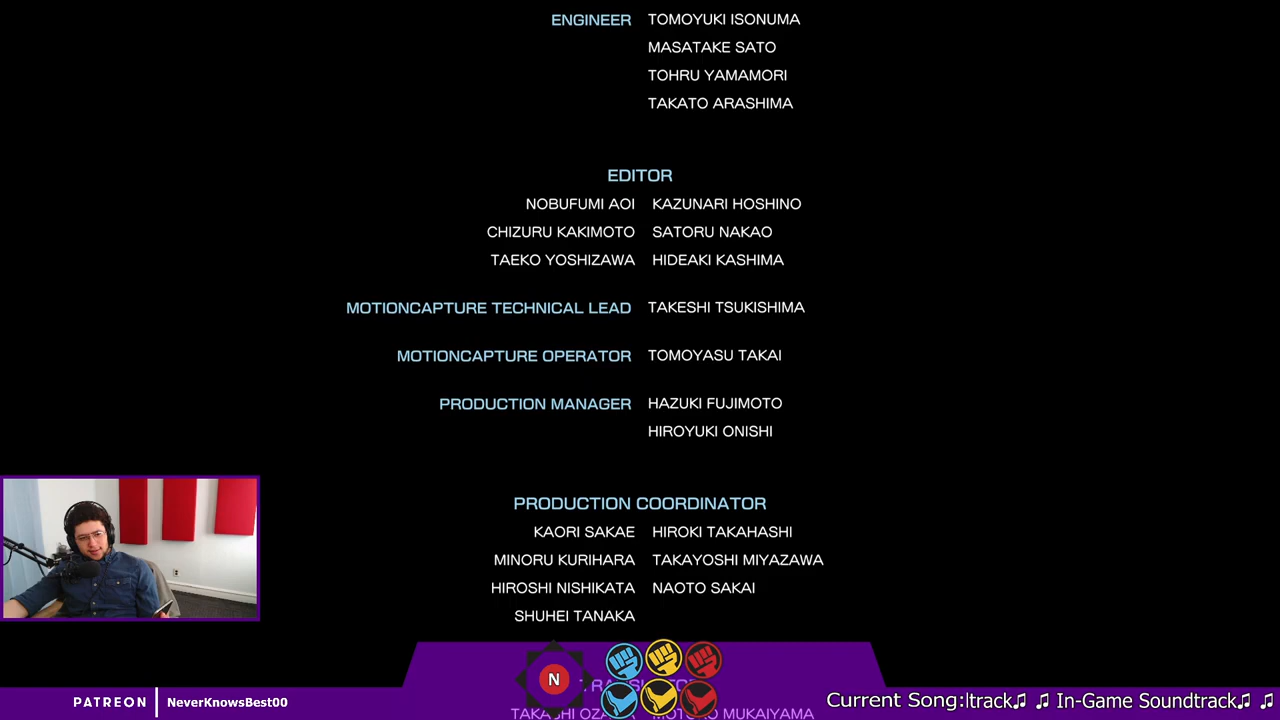 ENGINEER TOMOYUKI ISONUMA
MASATAKE SATO
TOHRU YAMAMORI
TAKATO ARASHIMA
EDITOR
NOBUFUMI AOI KAZUNARI HOSHINO
CHIZURU KAKIMOTO SATORU NAKAO
TAEKO YOSHIZAWA HIDEAKI KASHIMA
MOTIONCAPTURE TECHNICAL LEAD TAKESHI TSUKISHIMA
MOTIONCAPTURE OPERATOR TOMOYASU TAKAI
PRODUCTION MANAGER HAZUKI FUJIMOTO
HIROYUKI ONISHI
PRODUCTION COORDINATOR
KAORI SAKAE HIROKI TAKAHASHI
MINORU KURIHARA TAKAYOSHI MIYAZAWA
HIROSHI NISHIKATA NAOTO SAKAI
SHUHEI TANAKA
N
MUKAIYAMA
PATREON NeverKnowsBest00
Current Song: ltrack♫ ♫ In-Game Soundtrack♫ ♫